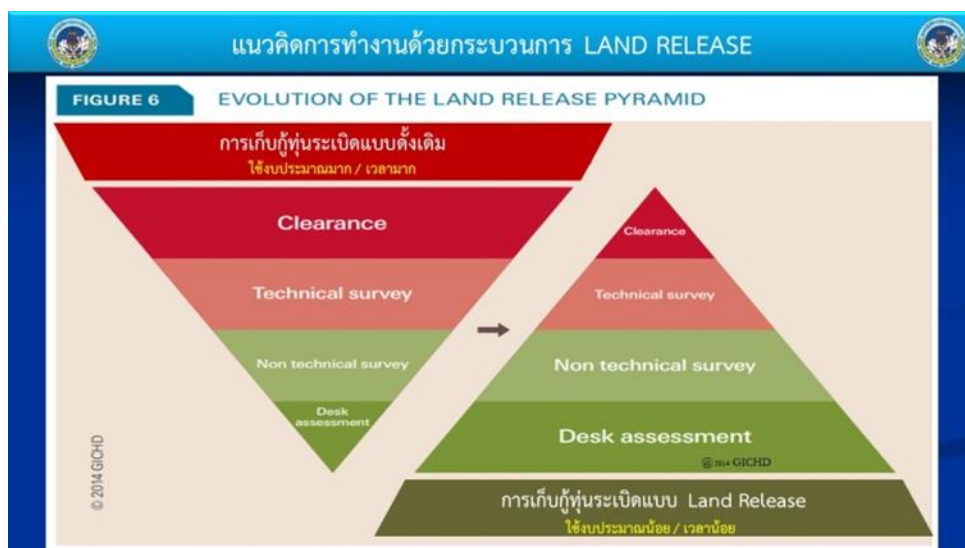 แนวคิดการทำงานด้วยกระบวนการ LAND RELEASE
FIGURE 6
EVOLUTION OF THE LAND RELEASE PYRAMID
การเก็บกู้ทุ่นระเบิดแบบดั้งเดิม
ใช้งบประมาณมาก / เวลามาก
Clearance
Technical survey
Non technical survey
Desk
assessment
Clearance
Technical survey
Non technical survey
Desk assessment
@ 2014 GICHD
การเก็บกู้ทุ่นระเบิดแบบ Land Release
ใช้งบประมาณน้อย / เวลาน้อย
© 2014 GICHD